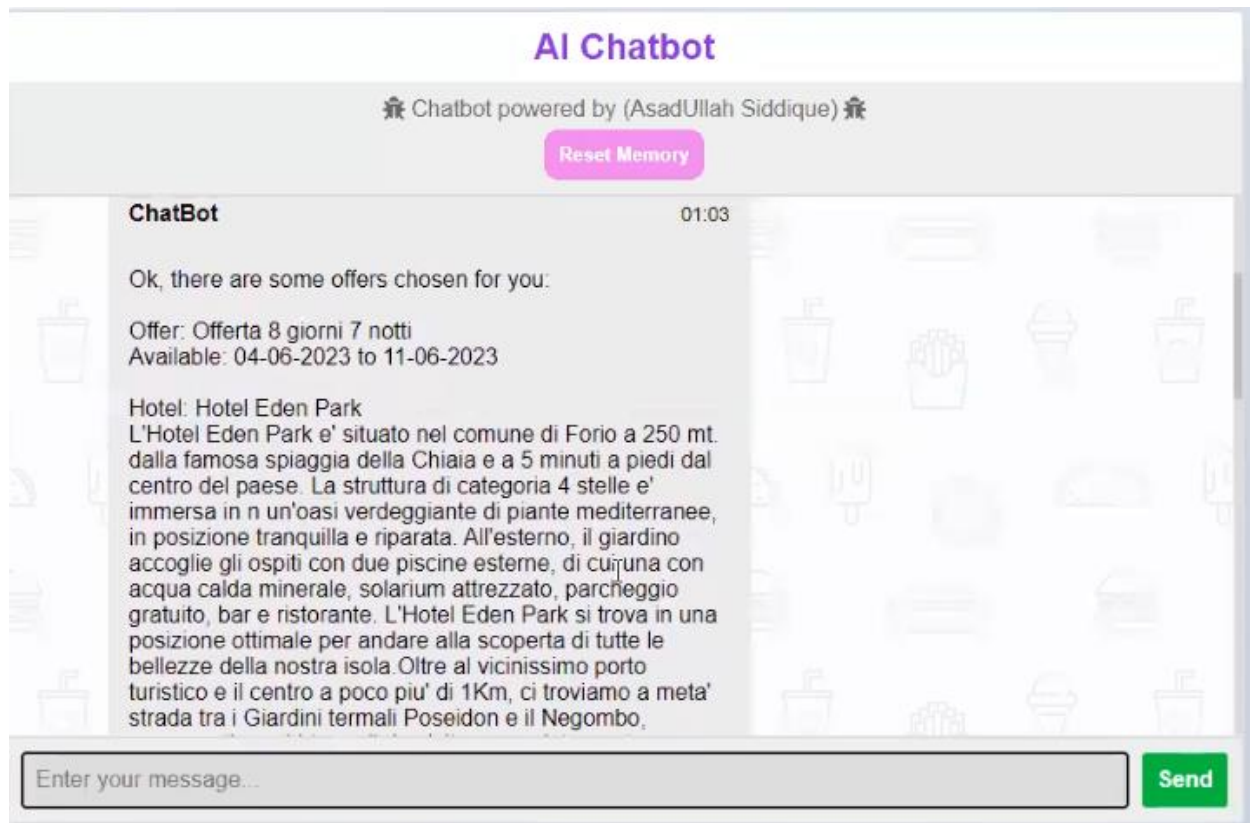 AI Chatbot
Chatbot powered by (AsadUllah Siddique)
Reset Memory
ChatBot 01:03
Ok, there are some offers chosen for you:
Offer: Offerta 8 giorni 7 notti
Available: 04-06-2023 to 11-06-2023
Hotel: Hotel Eden Park
L'Hotel Eden Park e' situato nel comune di Forio a 250 mt.
dalla famosa spiaggia della Chiaia e a 5 minuti a piedi dal
centro del paese. La struttura di categoria 4 stelle e'
immersa in n un'oasi verdeggiante di piante mediterranee,
in posizione tranquilla e riparata. All'esterno, il giardino
accoglie gli ospiti con due piscine esterne, di cui una con
acqua calda minerale, solarium attrezzato, parcheggio
gratuito, bar e ristorante. L'Hotel Eden Park si trova in una
posizione ottimale per andare alla scoperta di tutte le
bellezze della nostra isola.Oltre al vicinissimo porto
turistico e il centro a poco piu' di 1Km, ci troviamo a meta'
strada tra i Giardini termali Poseidon e il Negombo,
Enter your message...
Send